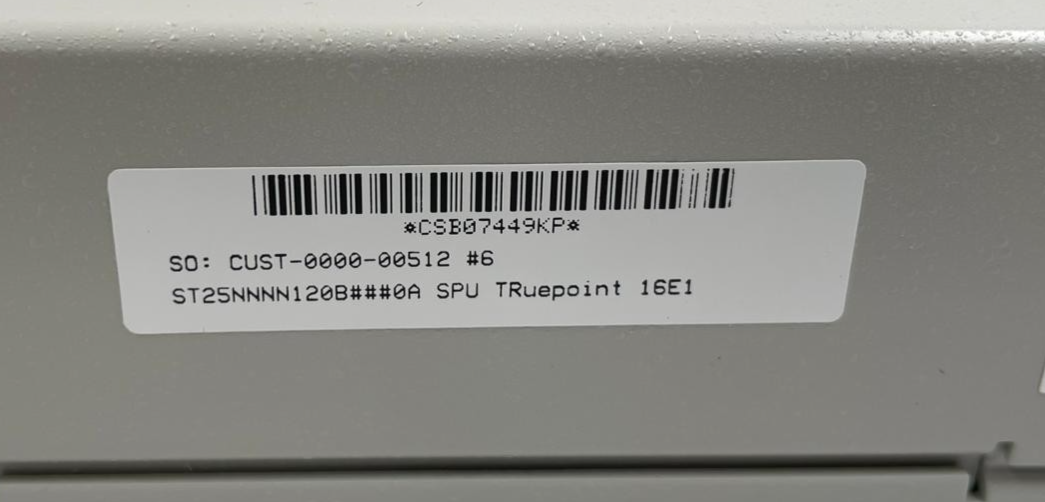 *CSB07449KP*
SO: CUST-0000-00512 #6
ST25NNNN120B###0A SPU TRuepoint 16E1